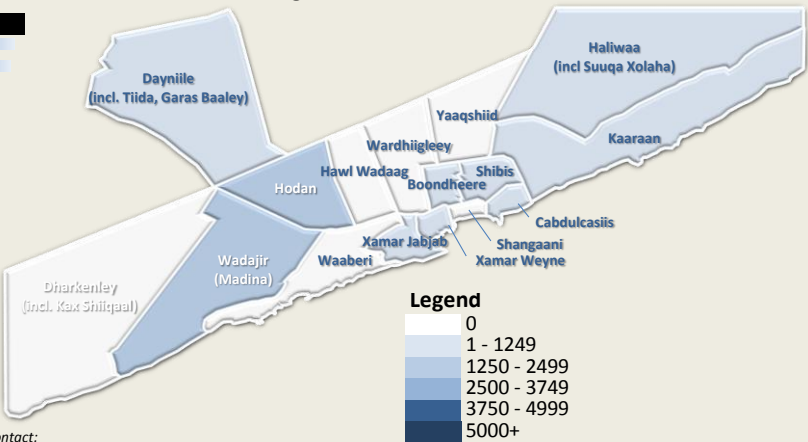 Haliwaa
(incl Suuqa Xolaha)
Dayniile
(incl. Tiida, Garas Baaley)
Yaaqshiid
Kaaraan
Wardhiigleey
Hawl Wadaag
Shibis
Boondheere
Hodan
Cabdulcasiis
Xamar Jabjab
Shangaani
Waaberi
Xamar Weyne
Wadajir
(Madina)
Dharkenley
(incl. Kax Shiiqaal)
Legend
0
1 - 1249
1250 - 2499
2500 - 3749
3750 - 4999
5000+